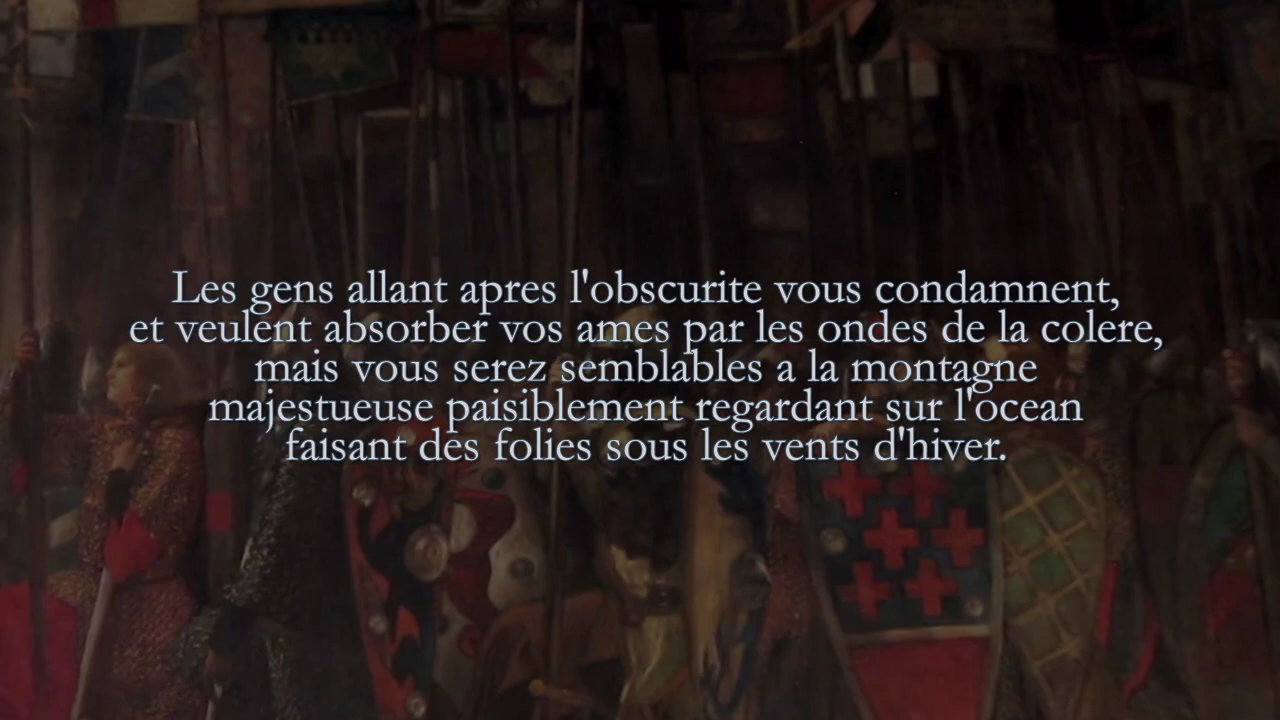 Les gens allant apres l'obscurite vous condamnent,
et veulent absorber vos ames par les ondes de la colere,
mais vous serez semblables a la montagne
majestueuse paisiblement regardant sur l'ocean
faisant des folies sous les vents d'hiver.